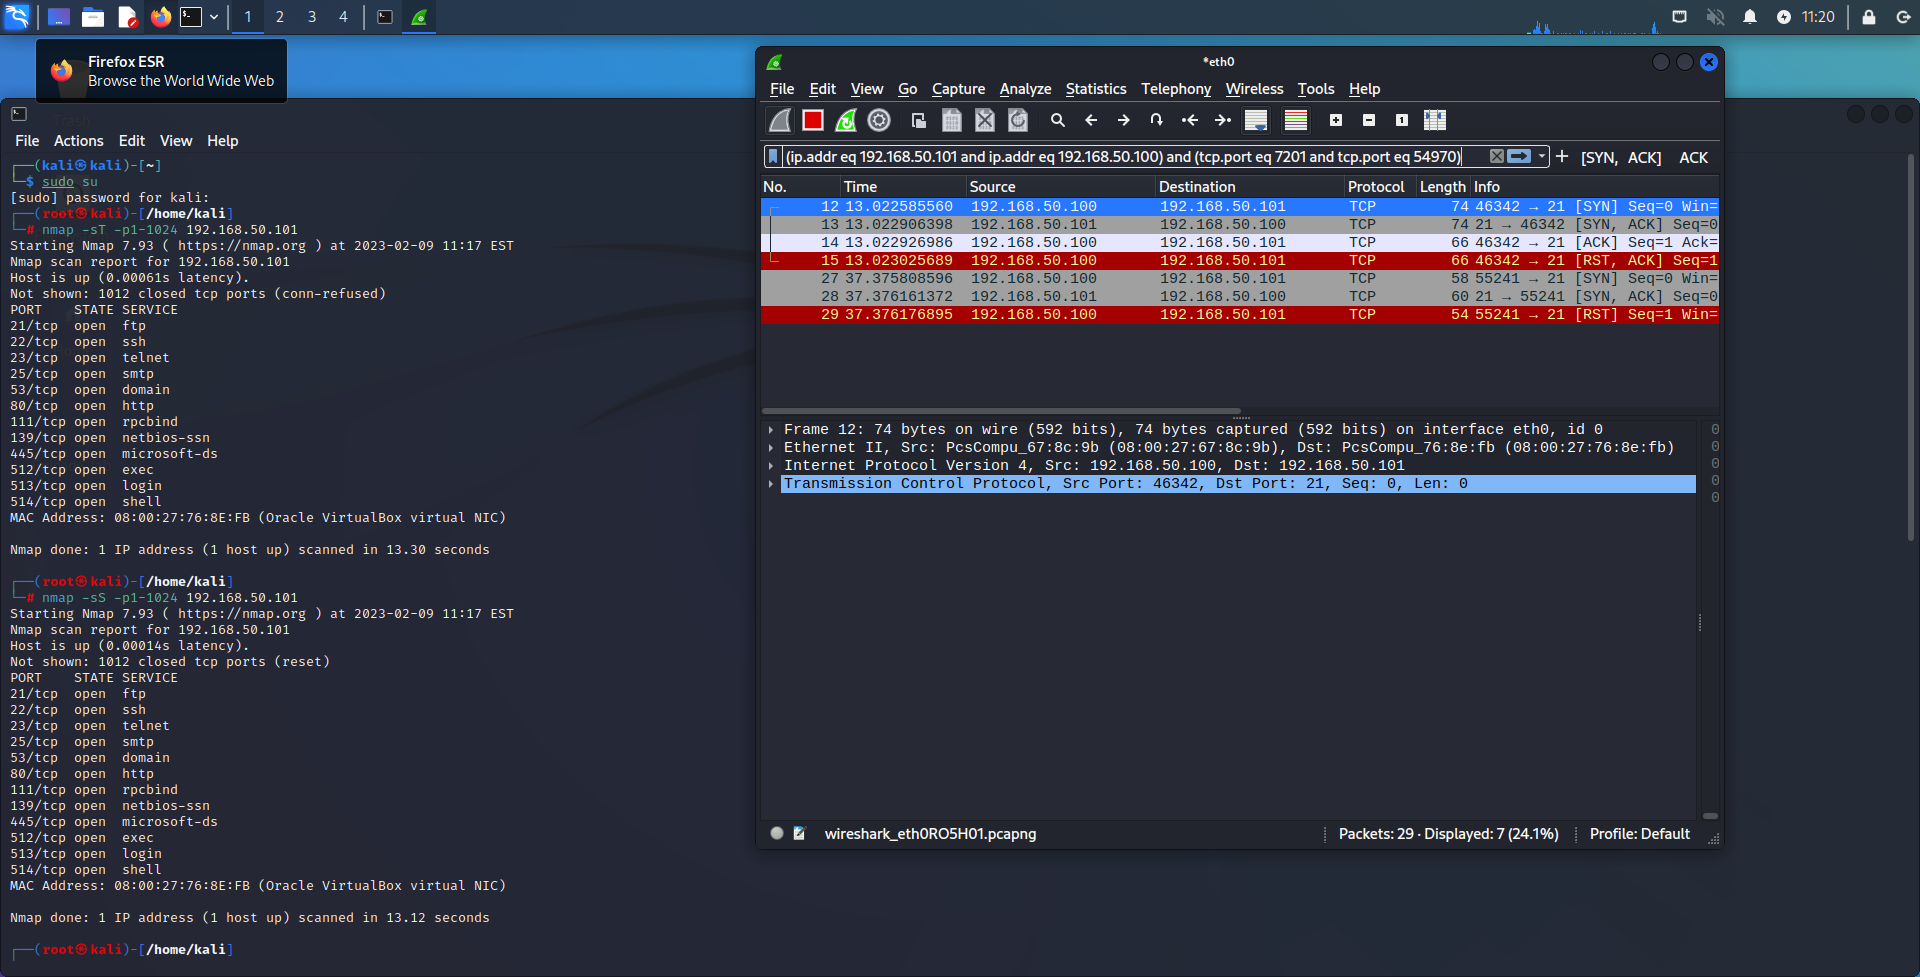 1 2 3 4 11:20
Firefox ESR
Browse the World Wide Web
File Actions Edit View Help
┌──(kali㉿kali)-[~]
└─$ sudo su
[sudo] password for kali:
┌──(root㉿kali)-[/home/kali]
└─# nmap -sT -p1-1024 192.168.50.101
Starting Nmap 7.93 ( https://nmap.org ) at 2023-02-09 11:17 EST
Nmap scan report for 192.168.50.101
Host is up (0.00061s latency).
Not shown: 1012 closed tcp ports (conn-refused)
PORT    STATE SERVICE
21/tcp  open  ftp
22/tcp  open  ssh
23/tcp  open  telnet
25/tcp  open  smtp
53/tcp  open  domain
80/tcp  open  http
111/tcp open  rpcbind
139/tcp open  netbios-ssn
445/tcp open  microsoft-ds
512/tcp open  exec
513/tcp open  login
514/tcp open  shell
MAC Address: 08:00:27:76:8E:FB (Oracle VirtualBox virtual NIC)
Nmap done: 1 IP address (1 host up) scanned in 13.30 seconds
┌──(root㉿kali)-[/home/kali]
└─# nmap -sS -p1-1024 192.168.50.101
Starting Nmap 7.93 ( https://nmap.org ) at 2023-02-09 11:17 EST
Nmap scan report for 192.168.50.101
Host is up (0.00014s latency).
Not shown: 1012 closed tcp ports (reset)
PORT    STATE SERVICE
21/tcp  open  ftp
22/tcp  open  ssh
23/tcp  open  telnet
25/tcp  open  smtp
53/tcp  open  domain
80/tcp  open  http
111/tcp open  rpcbind
139/tcp open  netbios-ssn
445/tcp open  microsoft-ds
512/tcp open  exec
513/tcp open  login
514/tcp open  shell
MAC Address: 08:00:27:76:8E:FB (Oracle VirtualBox virtual NIC)
Nmap done: 1 IP address (1 host up) scanned in 13.12 seconds
┌──(root㉿kali)-[/home/kali]
*eth0
File Edit View Go Capture Analyze Statistics Telephony Wireless Tools Help
(ip.addr eq 192.168.50.101 and ip.addr eq 192.168.50.100) and (tcp.port eq 7201 and tcp.port eq 54970) + [SYN, ACK] ACK
No. Time Source Destination Protocol Length Info
12 13.022585560 192.168.50.100 192.168.50.101 TCP 74 46342 → 21 [SYN] Seq=0 Win=
13 13.022906398 192.168.50.101 192.168.50.100 TCP 74 21 → 46342 [SYN, ACK] Seq=0
14 13.022926986 192.168.50.100 192.168.50.101 TCP 66 46342 → 21 [ACK] Seq=1 Ack=
15 13.023025689 192.168.50.100 192.168.50.101 TCP 66 46342 → 21 [RST, ACK] Seq=1
27 37.375808596 192.168.50.100 192.168.50.101 TCP 58 55241 → 21 [SYN] Seq=0 Win=
28 37.376161372 192.168.50.101 192.168.50.100 TCP 60 21 → 55241 [SYN, ACK] Seq=0
29 37.376176895 192.168.50.100 192.168.50.101 TCP 54 55241 → 21 [RST] Seq=1 Win=
Frame 12: 74 bytes on wire (592 bits), 74 bytes captured (592 bits) on interface eth0, id 0 0
Ethernet II, Src: PcsCompu_67:8c:9b (08:00:27:67:8c:9b), Dst: PcsCompu_76:8e:fb (08:00:27:76:8e:fb) 0
Internet Protocol Version 4, Src: 192.168.50.100, Dst: 192.168.50.101 0
Transmission Control Protocol, Src Port: 46342, Dst Port: 21, Seq: 0, Len: 0 0
0
wireshark_eth0RO5H01.pcapng Packets: 29 · Displayed: 7 (24.1%) Profile: Default